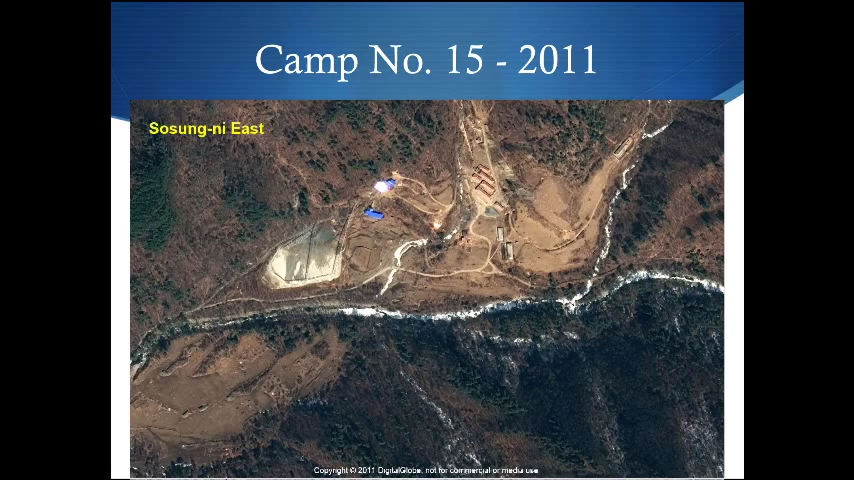 Camp No. 15 - 2011
Sosung-ni East
Copyright © 2011 DigitalGlobe, not for commercial or media use